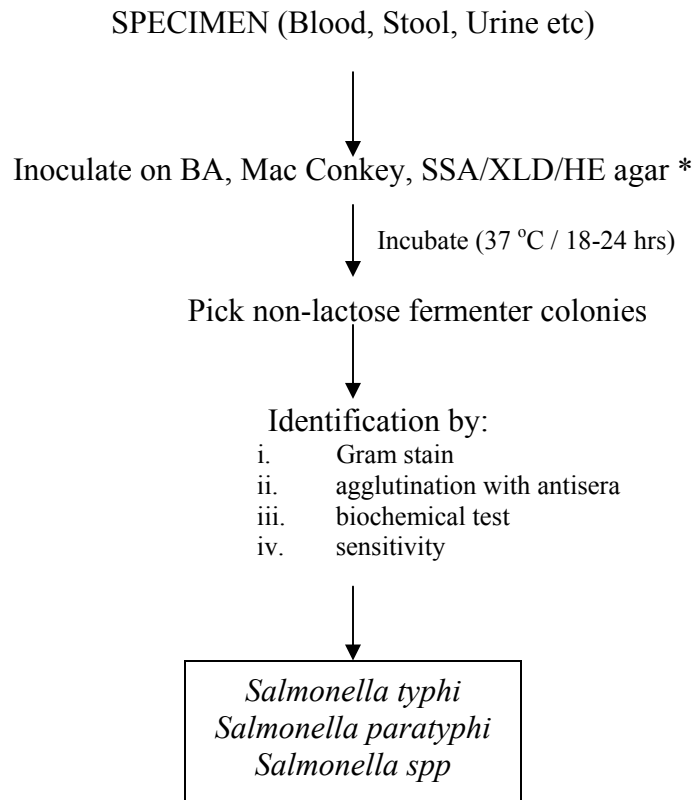 SPECIMEN (Blood, Stool, Urine etc)
Inoculate on BA, Mac Conkey, SSA/XLD/HE agar *
Incubate (37 °C / 18-24 hrs)
Pick non-lactose fermenter colonies
Identification by:
i. Gram stain
ii. agglutination with antisera
iii. biochemical test
iv. sensitivity
Salmonella typhi
Salmonella paratyphi
Salmonella spp